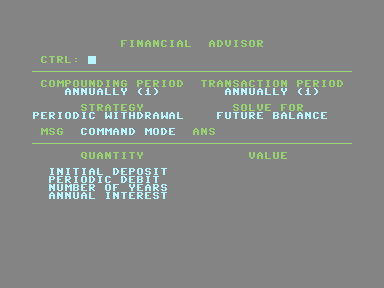 FINANCIAL ADVISOR
CTRL:
COMPOUNDING PERIOD TRANSACTION PERIOD
ANNUALLY (1) ANNUALLY (1)
STRATEGY SOLVE FOR
PERIODIC WITHDRAWAL FUTURE BALANCE
MSG COMMAND MODE ANS
QUANTITY VALUE
INITIAL DEPOSIT
PERIODIC DEBIT
NUMBER OF YEARS
ANNUAL INTEREST